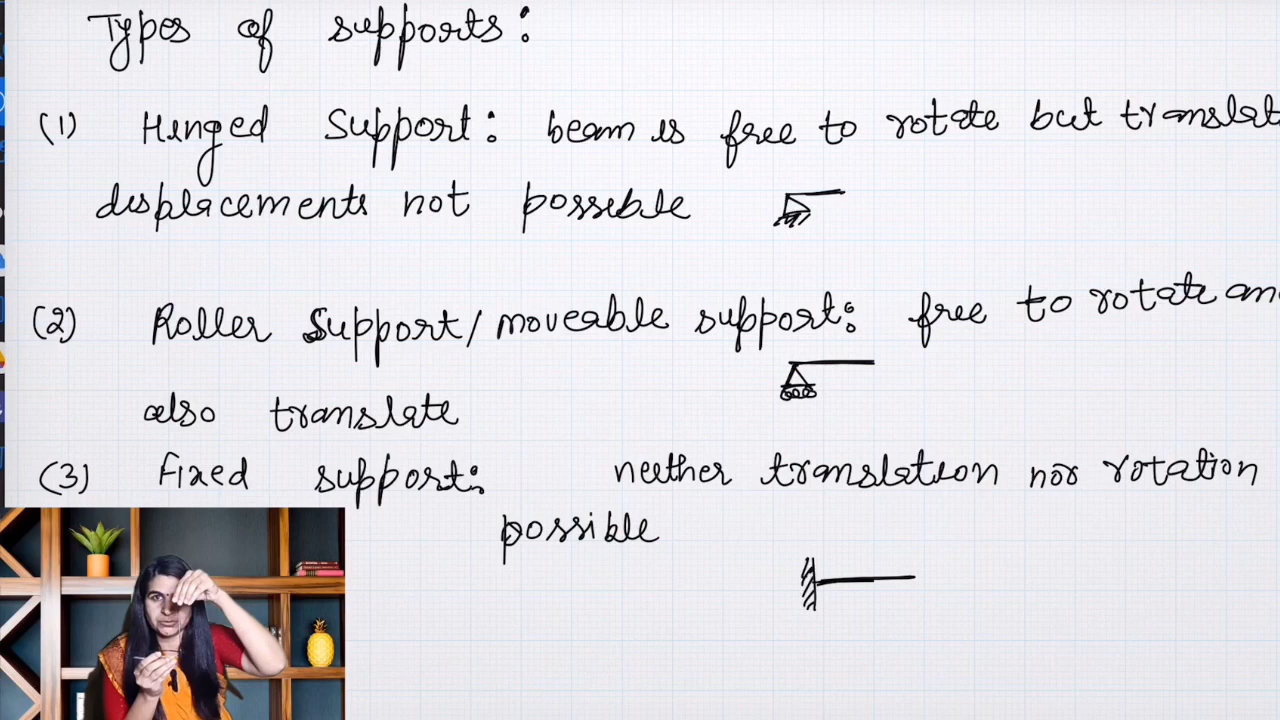 Types of supports:
(1) Hinged Support: beam is free to rotate but translat
displacements not possible
(2) Roller Support/moveable support: free to rotate an
also translate
(3) Fixed support: neither translation nor rotation
possible